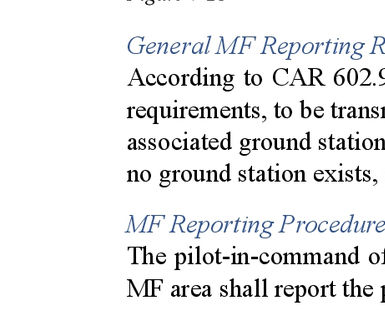 General MF Reporting R
According to CAR 602.9
requirements, to be trans
associated ground station
no ground station exists,
MF Reporting Procedure
The pilot-in-command of
MF area shall report the p